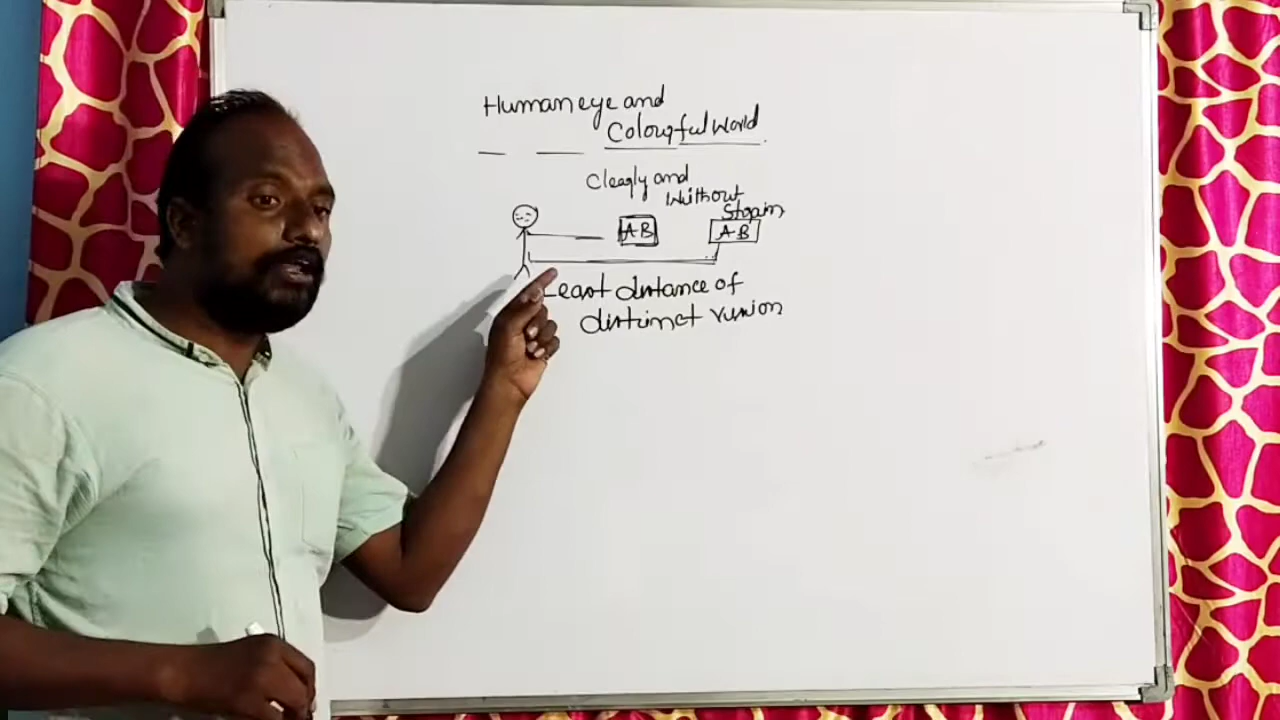 Human eye and
Colourful World
Clearly and
Without
Strain
AB
AB
Least distance of
distinct vision